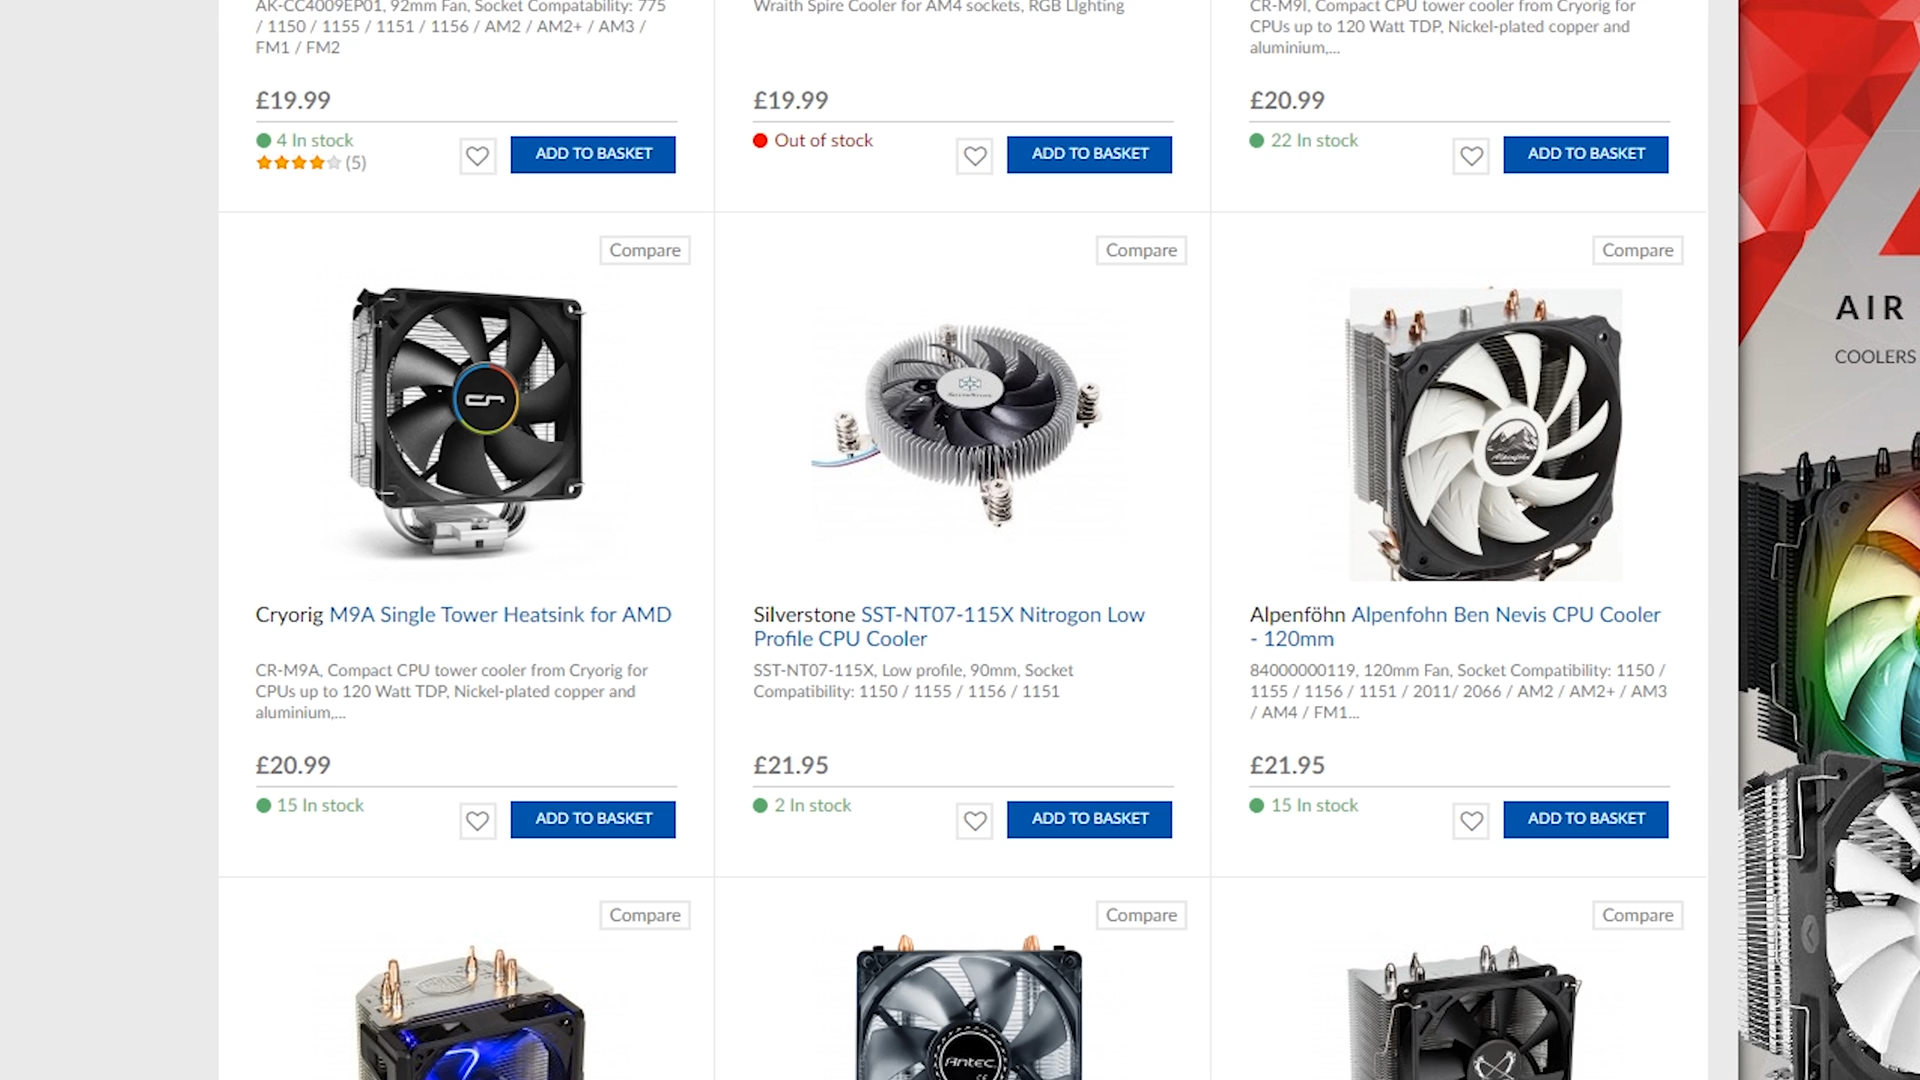 AK-CC4009EP01, 92mm Fan, Socket Compatability: 775
/ 1150 / 1155 / 1151 / 1156 / AM2 / AM2+ / AM3 /
FM1 / FM2
£19.99
4 In stock
(5)
ADD TO BASKET
Wraith Spire Cooler for AM4 sockets, RGB LIghting
£19.99
Out of stock
ADD TO BASKET
CR-M9I, Compact CPU tower cooler from Cryorig for
CPUs up to 120 Watt TDP, Nickel-plated copper and
aluminium,...
£20.99
22 In stock
ADD TO BASKET
Compare
Cryorig M9A Single Tower Heatsink for AMD
CR-M9A, Compact CPU tower cooler from Cryorig for
CPUs up to 120 Watt TDP, Nickel-plated copper and
aluminium,...
£20.99
15 In stock
ADD TO BASKET
Compare
SilverStone
Silverstone SST-NT07-115X Nitrogon Low
Profile CPU Cooler
SST-NT07-115X, Low profile, 90mm, Socket
Compatibility: 1150 / 1155 / 1156 / 1151
£21.95
2 In stock
ADD TO BASKET
Compare
Alpenföhn
Alpenföhn Alpenfohn Ben Nevis CPU Cooler
- 120mm
84000000119, 120mm Fan, Socket Compatibility: 1150 /
1155 / 1156 / 1151 / 2011/ 2066 / AM2 / AM2+ / AM3
/ AM4 / FM1...
£21.95
15 In stock
ADD TO BASKET
Compare
Compare
Antec
Compare
AIR
COOLERS